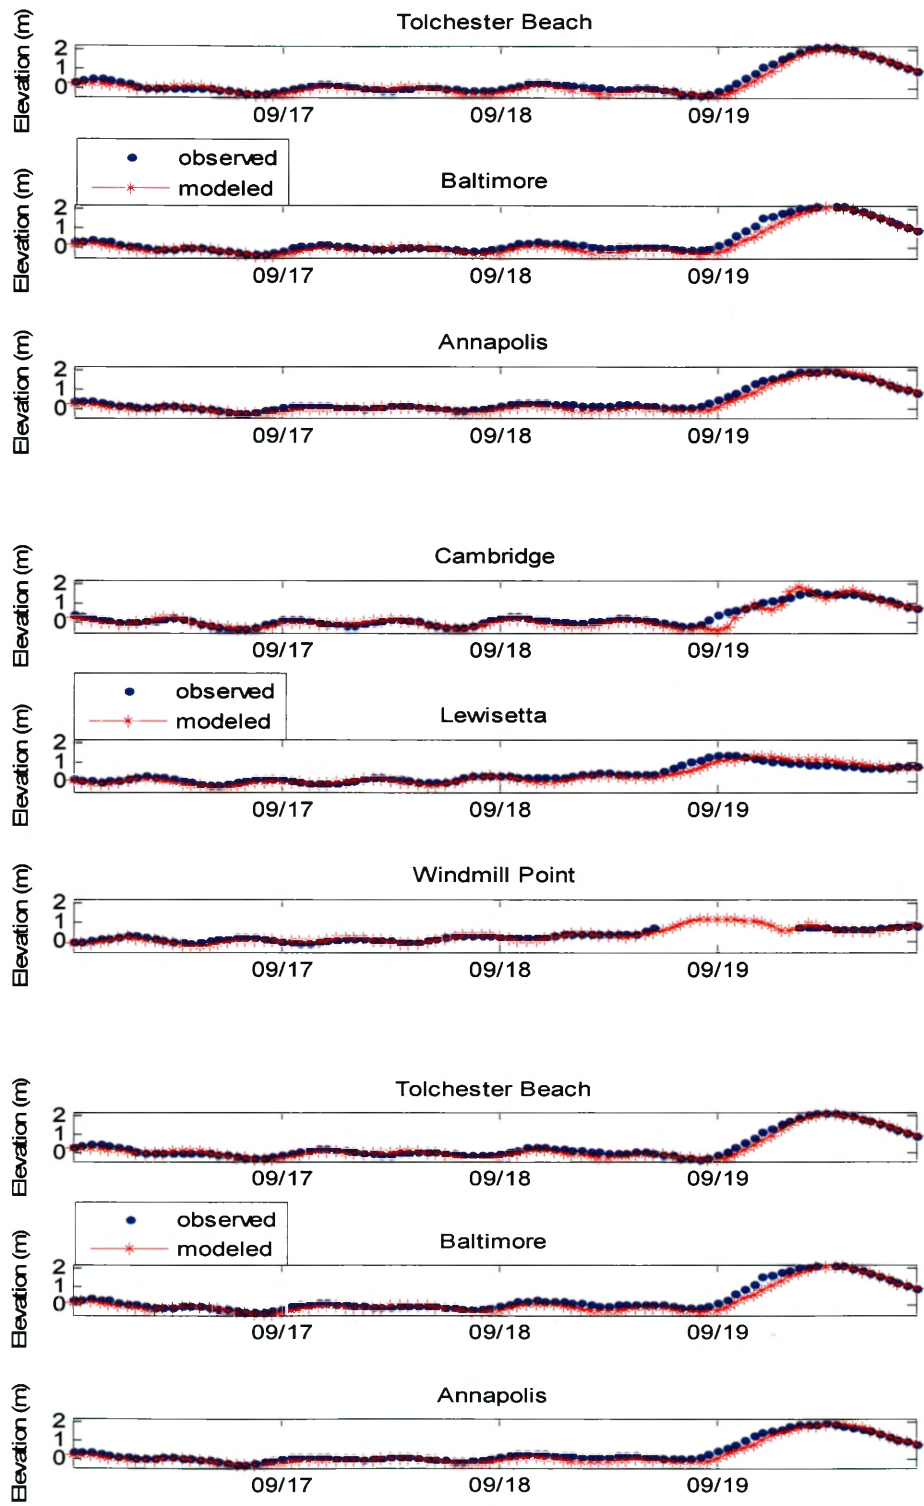 Tolchester Beach
Elevation (m)
2
1
0
09/17 09/18 09/19
observed
modeled
Baltimore
Elevation (m)
2
1
0
09/17 09/18 09/19
Annapolis
Elevation (m)
2
1
0
09/17 09/18 09/19
Cambridge
Elevation (m)
2
1
0
09/17 09/18 09/19
observed
modeled
Lewisetta
Elevation (m)
2
1
0
09/17 09/18 09/19
Windmill Point
Elevation (m)
2
1
0
09/17 09/18 09/19
Tolchester Beach
Elevation (m)
2
1
0
09/17 09/18 09/19
observed
modeled
Baltimore
Elevation (m)
2
1
0
09/17 09/18 09/19
Annapolis
Elevation (m)
2
1
0
09/17 09/18 09/19